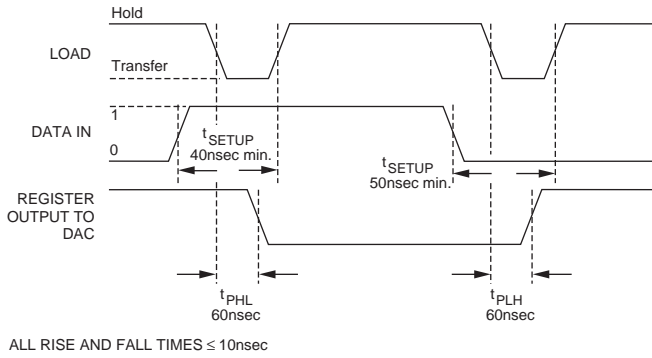 Hold
LOAD
Transfer
1
DATA IN
0
tSETUP
40nsec min.
tSETUP
50nsec min.
REGISTER
OUTPUT TO
DAC
tPHL
60nsec
tPLH
60nsec
ALL RISE AND FALL TIMES ≤ 10nsec